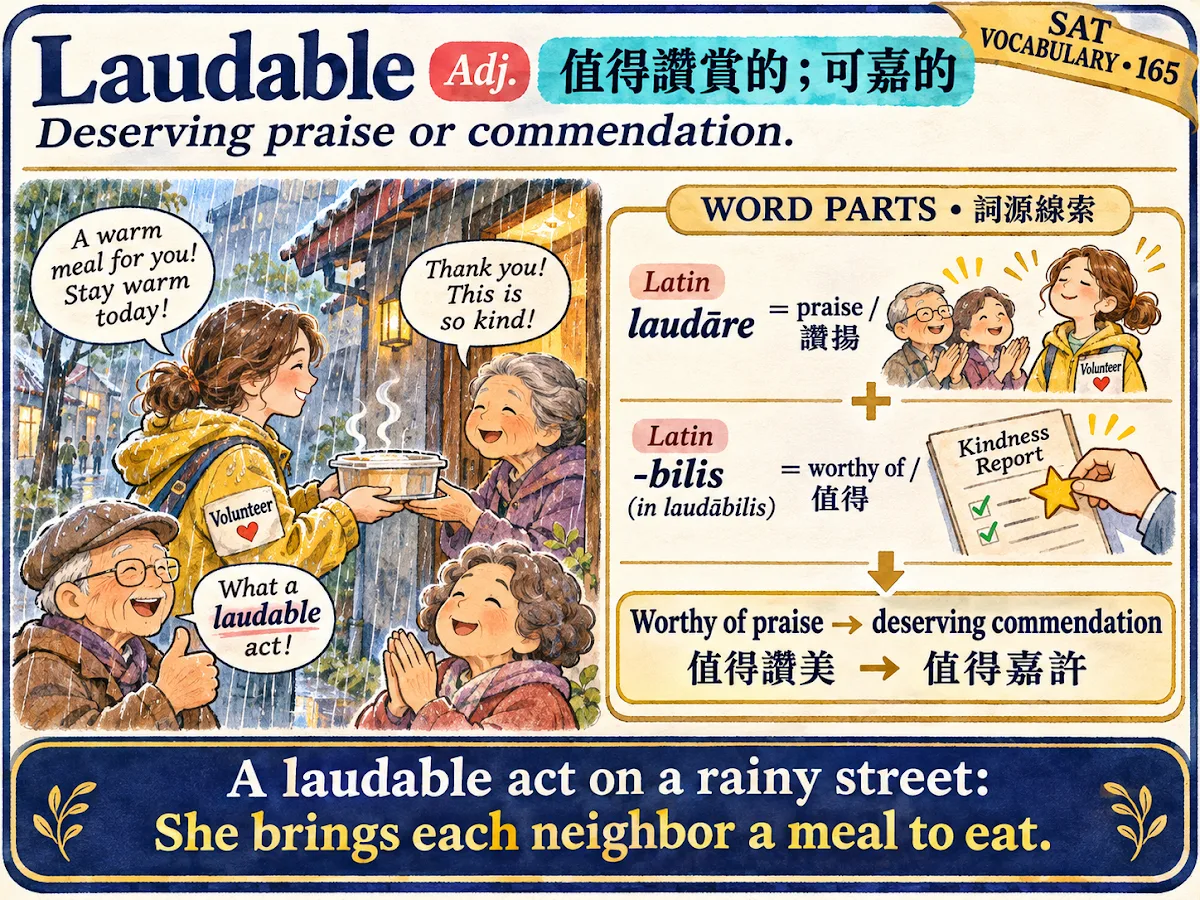 Laudable Adj. 值得讚賞的；可嘉的
SAT
VOCABULARY • 165
Deserving praise or commendation.
A warm
meal for you!
Stay warm
today!
Thank you!
This is
so kind!
Volunteer
What a
laudable
act!
WORD PARTS • 詞源線索
Latin
laudāre = praise /
讚揚
Volunteer
+
Latin
-bilis = worthy of /
(in laudābilis) 值得
Kindness
Report
Worthy of praise → deserving commendation
值得讚美 → 值得嘉許
A laudable act on a rainy street:
She brings each neighbor a meal to eat.